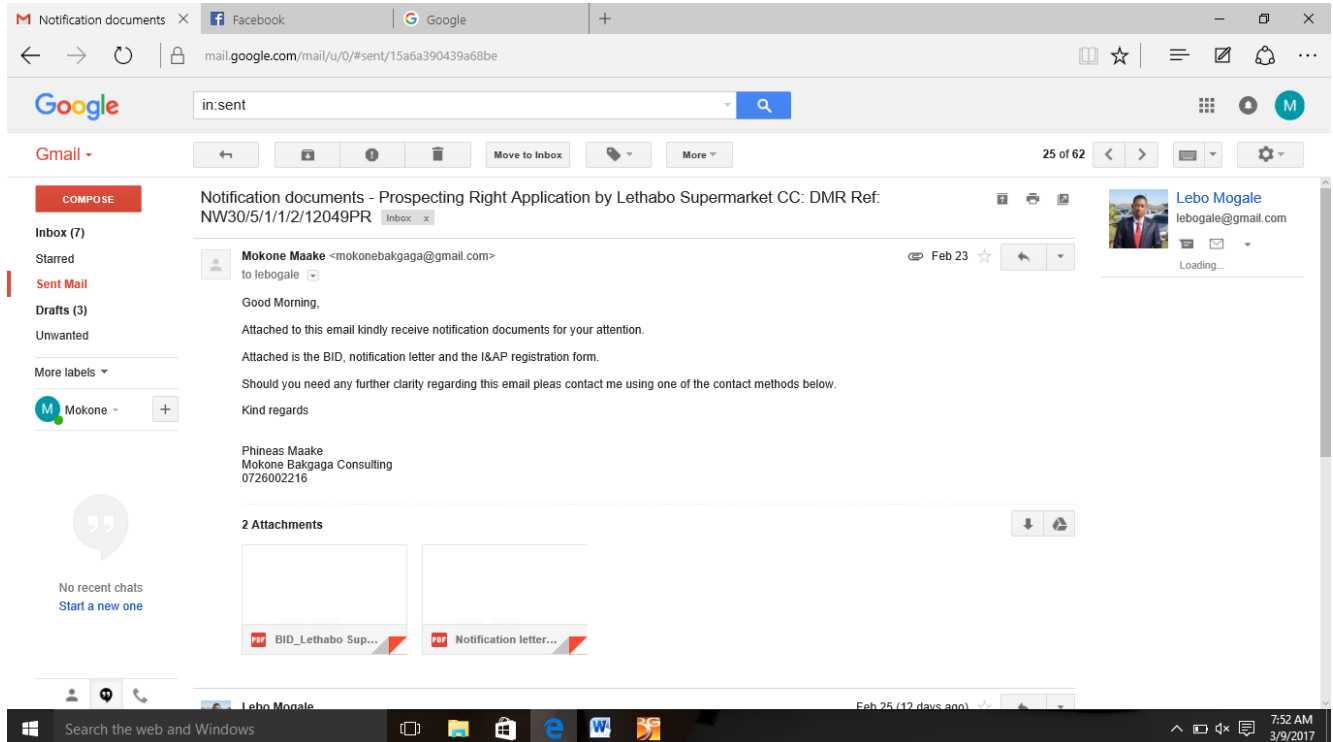 Notification documents
Facebook
Google
mail.google.com/mail/u/0/#sent/15a6a390439a68be
Google
in:sent
M
Gmail
Move to Inbox
More
25 of 62
COMPOSE
Inbox (7)
Starred
Sent Mail
Drafts (3)
Unwanted
More labels
M Mokone
No recent chats
Start a new one
Notification documents - Prospecting Right Application by Lethabo Supermarket CC: DMR Ref:
NW30/5/1/1/2/12049PR Inbox x
Mokone Maake <mokonebakgaga@gmail.com>
Feb 23
to lebogale
Good Morning,
Attached to this email kindly receive notification documents for your attention.
Attached is the BID, notification letter and the I&AP registration form.
Should you need any further clarity regarding this email pleas contact me using one of the contact methods below.
Kind regards
Phineas Maake
Mokone Bakgaga Consulting
0726002216
2 Attachments
PDF BID_Lethabo Sup...
PDF Notification letter...
Lebo Mogale
Feb 25 (12 days ago)
Lebo Mogale
lebogale@gmail.com
Loading...
Search the web and Windows
7:52 AM
3/9/2017